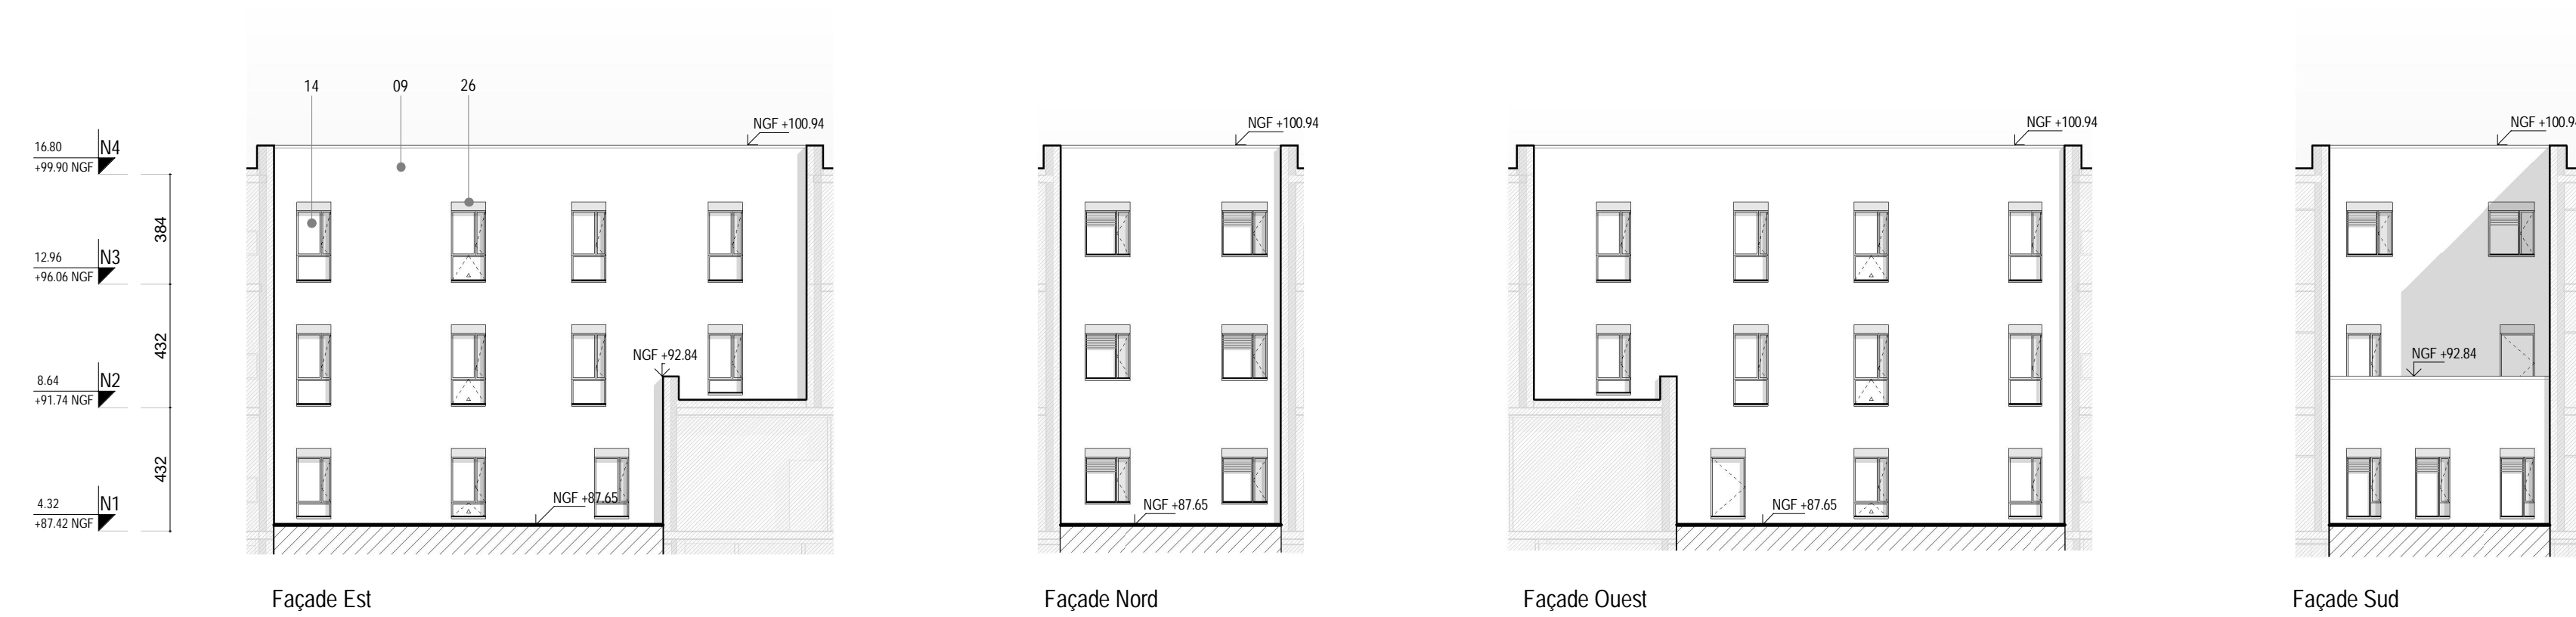 14 09 26
NGF +100.94
NGF +100.94
NGF +100.94
NGF +100.9
16.80 N4
+99.90 NGF
384
12.96 N3
+96.06 NGF
432
NGF +92.84
NGF +92.84
8.64 N2
+91.74 NGF
432
4.32 N1
+87.42 NGF
NGF +87.65
NGF +87.65
NGF +87.65
Façade Est
Façade Nord
Façade Ouest
Façade Sud